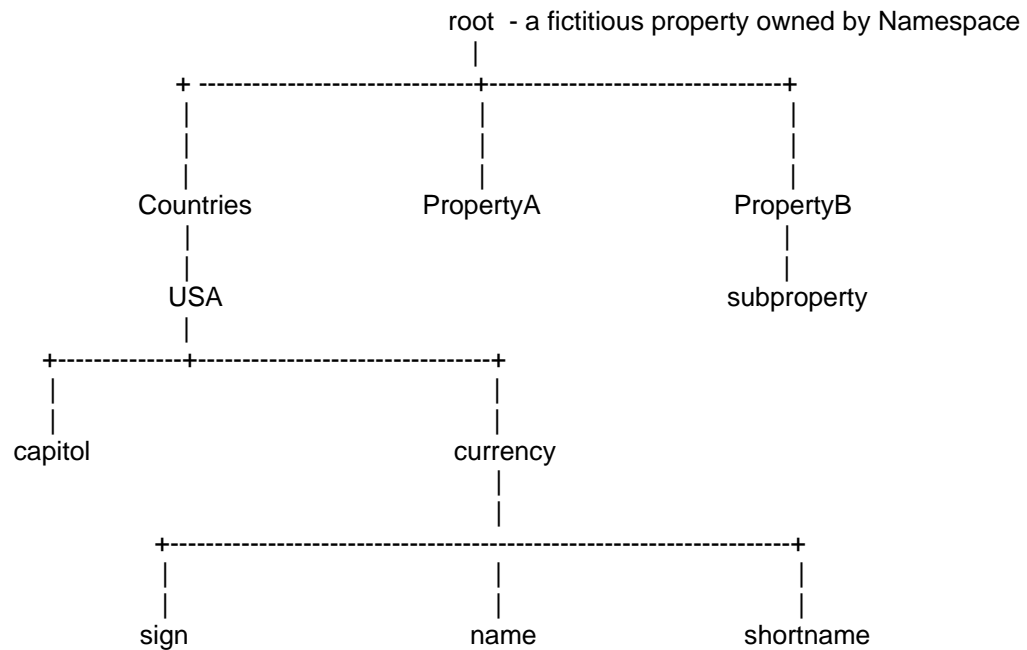 root - a fictitious property owned by Namespace
Countries PropertyA PropertyB
USA subproperty
capitol currency
sign name shortname